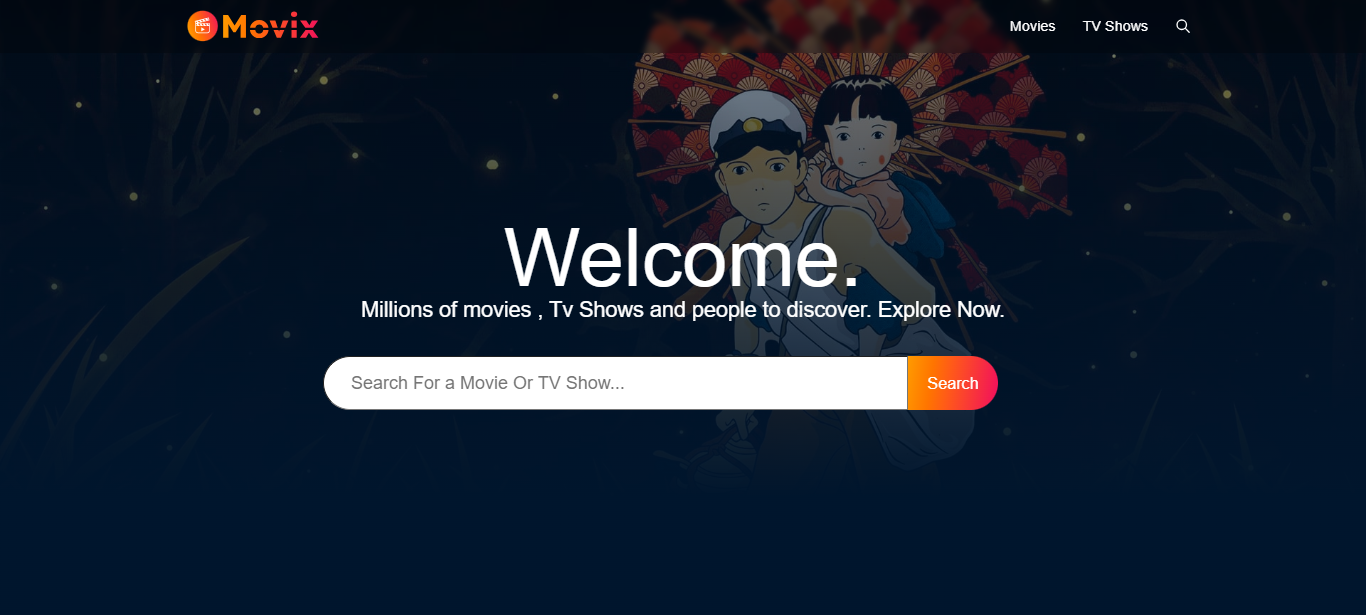 Movix
Movies
TV Shows
Welcome.
Millions of movies , Tv Shows and people to discover. Explore Now.
Search For a Movie Or TV Show...
Search